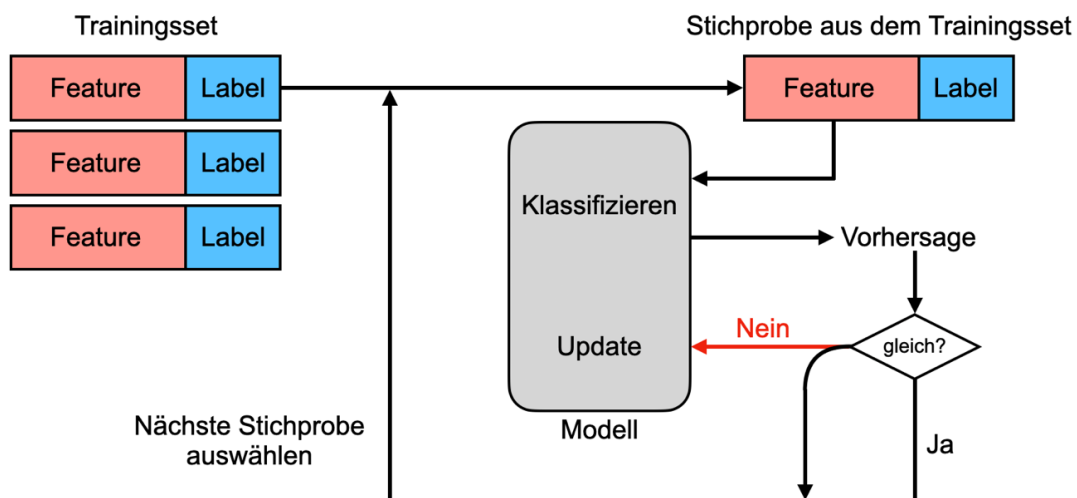 Trainingsset
Stichprobe aus dem Trainingsset
Feature Label
Feature Label
Feature Label
Feature Label
Klassifizieren
Vorhersage
Nein
gleich?
Update
Modell
Nächste Stichprobe
auswählen
Ja